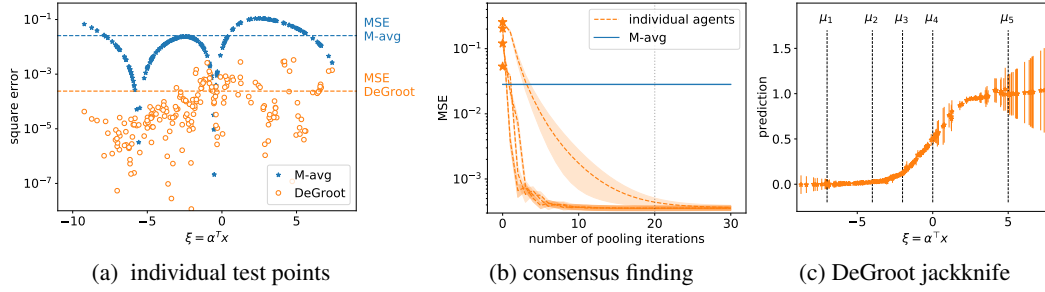 10⁻¹
10⁻³
10⁻⁵
10⁻⁷
square error
−10
−5
0
5
ξ = αᵀx
MSE
M-avg
MSE
DeGroot
M-avg
DeGroot
(a) individual test points
10⁻¹
10⁻²
10⁻³
MSE
0
10
20
30
number of pooling iterations
individual agents
M-avg
(b) consensus finding
μ₁
μ₂
μ₃
μ₄
μ₅
1.5
1.0
0.5
0.0
prediction
−5
0
5
ξ = α⊤x
(c) DeGroot jackknife